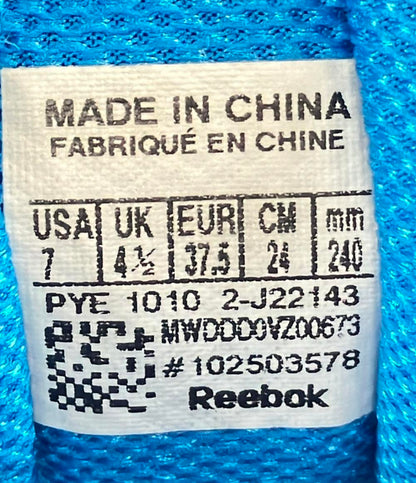 MADE IN CHINA
FABRIQUÉ EN CHINE
USA UK EUR CM mm
7 4½ 37.5 24 240
PYE 1010 2-J22143
MWDDDD0VZ00673
#102503578
Reebok